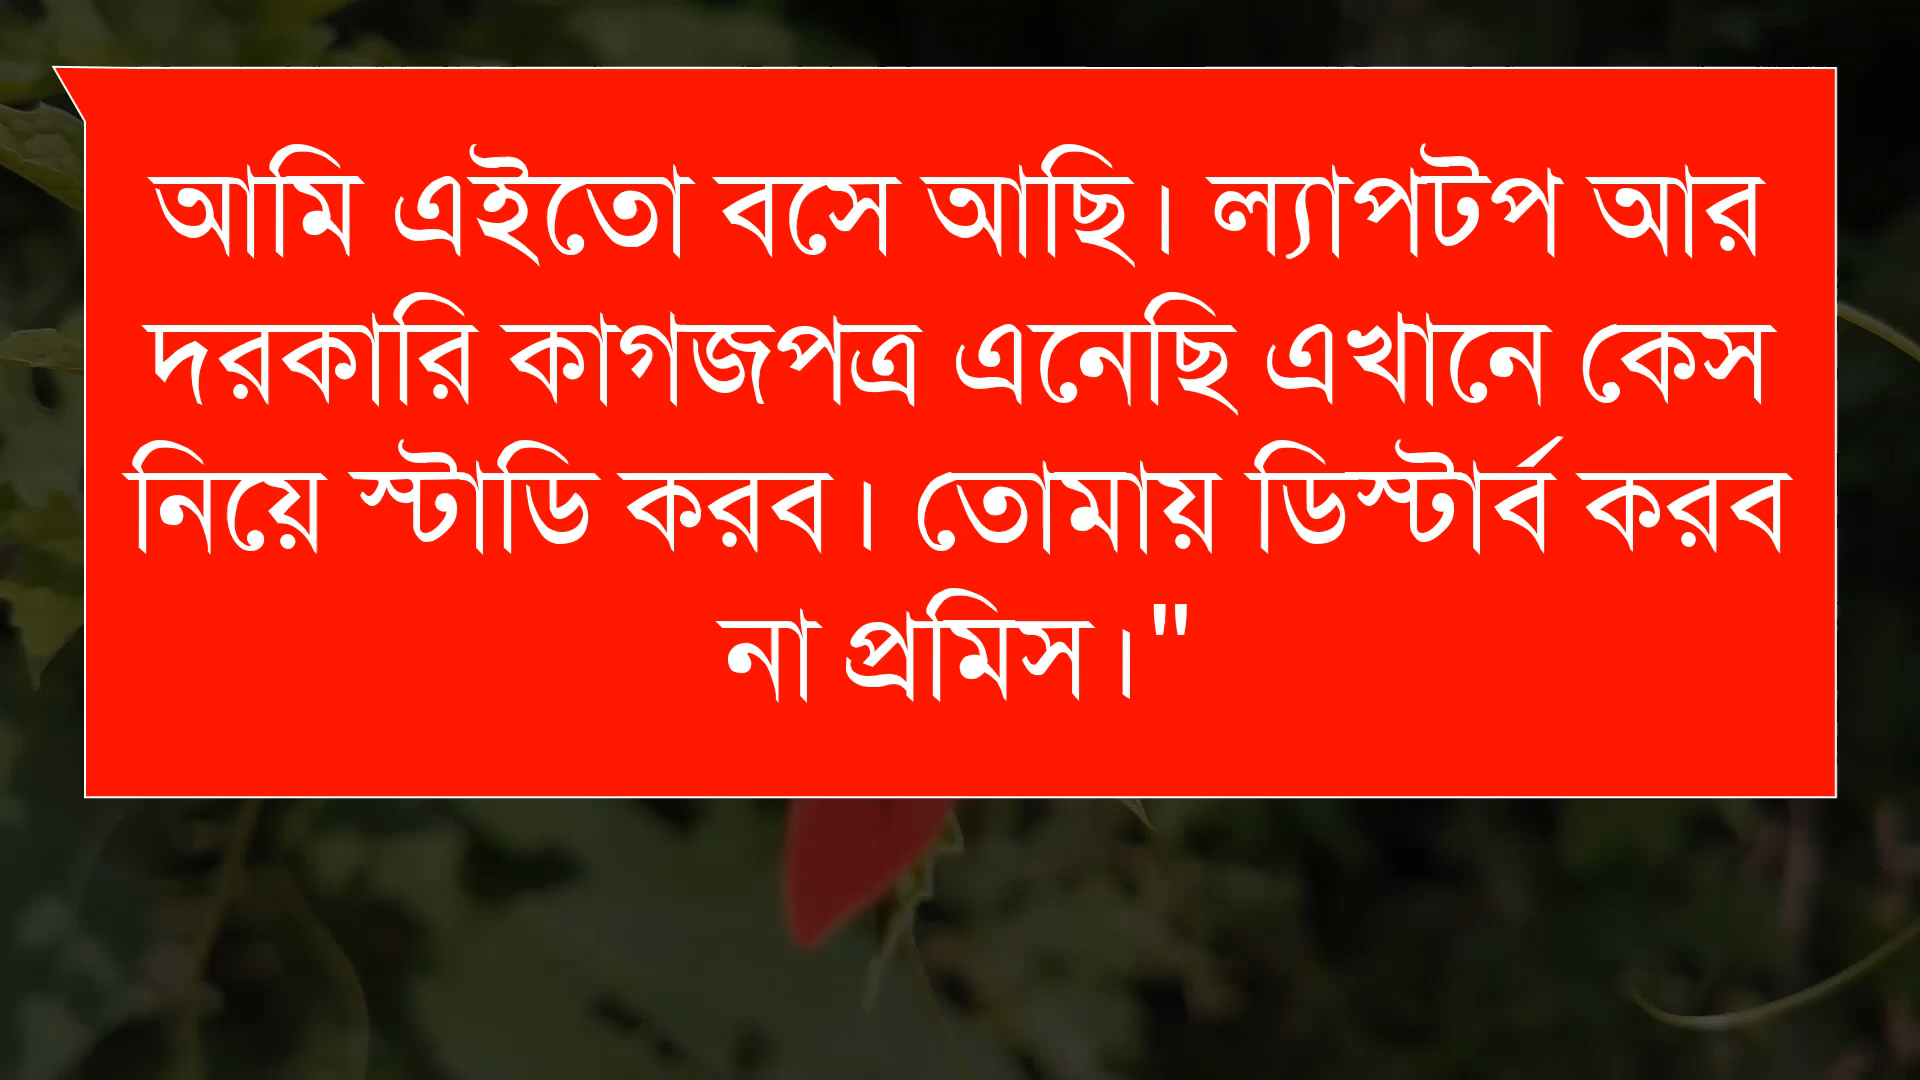 আমি এইতো বসে আছি। ল্যাপটপ আর
দরকারি কাগজপত্র এনেছি এখানে কেস
নিয়ে স্টাডি করব। তোমায় ডিস্টার্ব করব
না প্রমিস।"